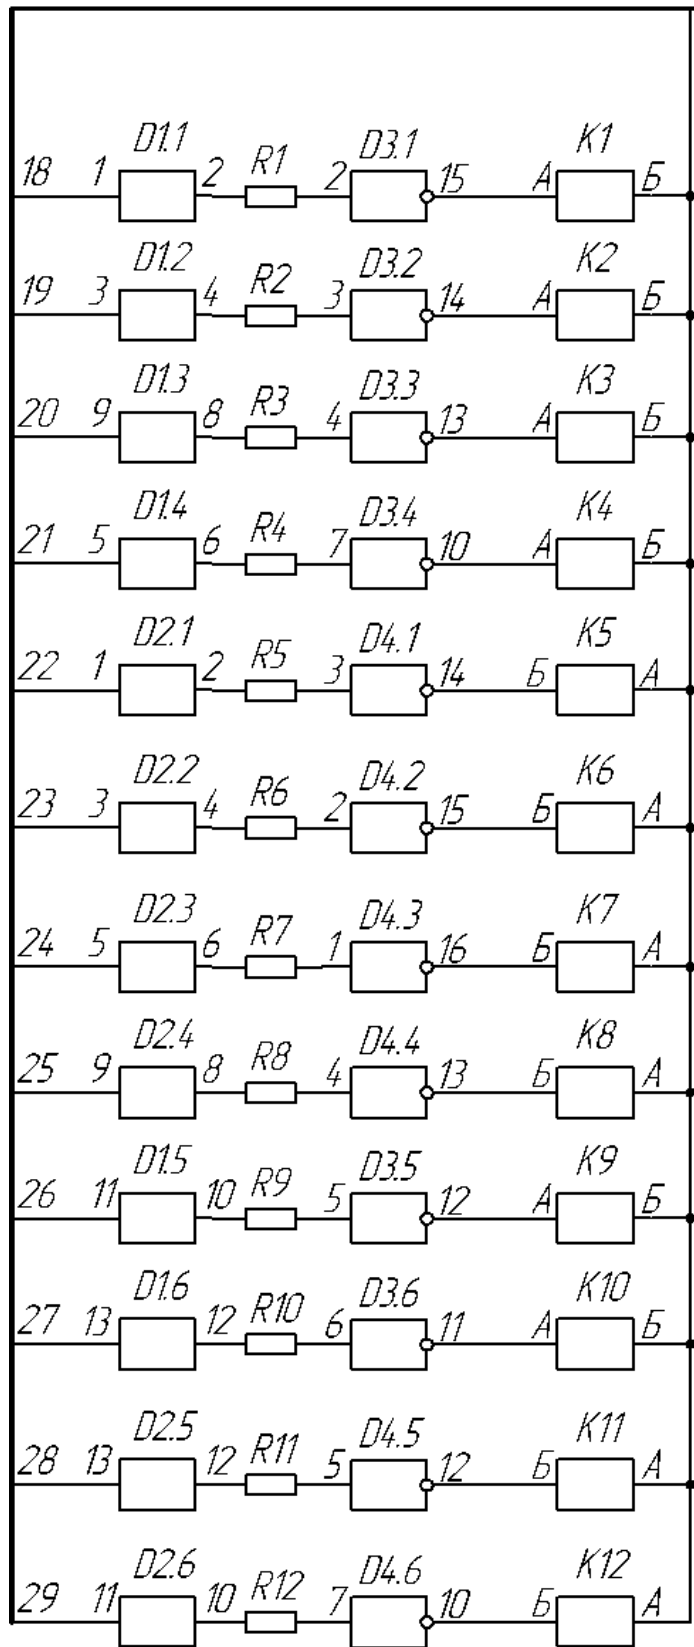 D1.1 R1 D3.1 K1
18 1 2 2 15 А Б
D1.2 R2 D3.2 K2
19 3 4 3 14 А Б
D1.3 R3 D3.3 K3
20 9 8 4 13 А Б
D1.4 R4 D3.4 K4
21 5 6 7 10 А Б
D2.1 R5 D4.1 K5
22 1 2 3 14 Б А
D2.2 R6 D4.2 K6
23 3 4 2 15 Б А
D2.3 R7 D4.3 K7
24 5 6 1 16 Б А
D2.4 R8 D4.4 K8
25 9 8 4 13 Б А
D1.5 R9 D3.5 K9
26 11 10 5 12 А Б
D1.6 R10 D3.6 K10
27 13 12 6 11 А Б
D2.5 R11 D4.5 K11
28 13 12 5 12 Б А
D2.6 R12 D4.6 K12
29 11 10 7 10 Б А